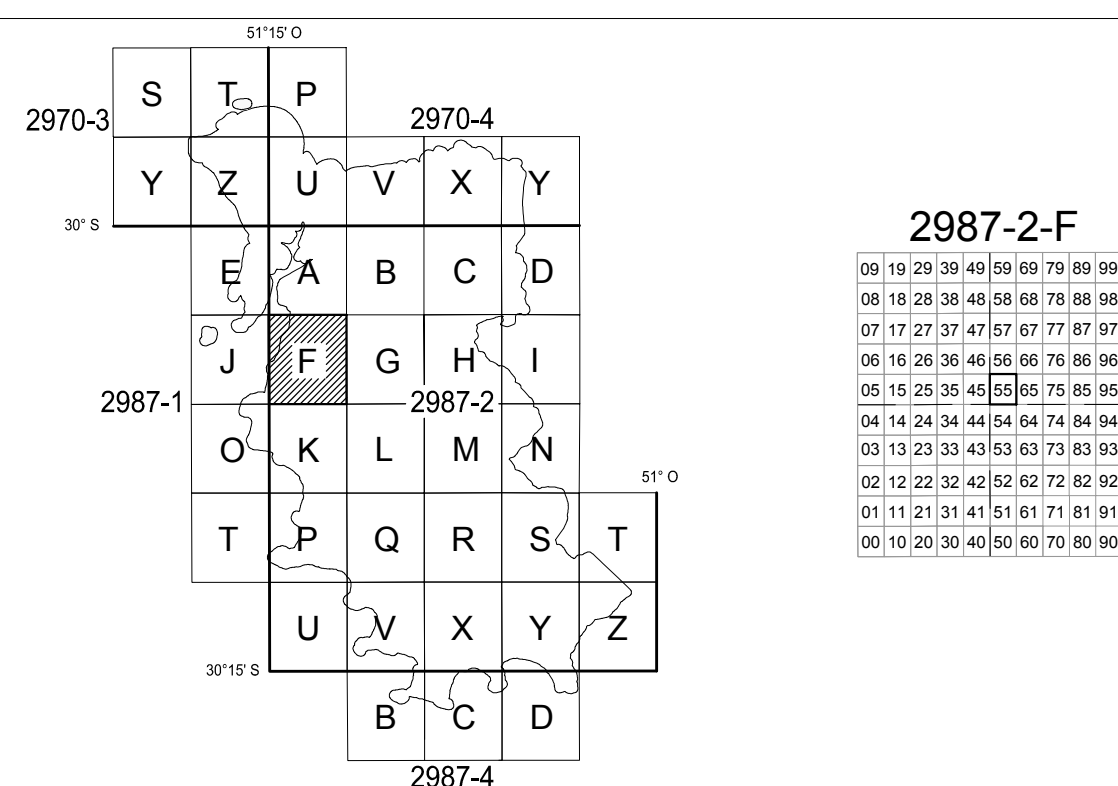 51°15' O
S T P
2970-3 2970-4
Y Z U V X Y
30° S
E A B C D
J F G H I
2987-1 2987-2
O K L M N
51° O
T P Q R S T
U V X Y Z
30°15' S
B C D
2987-4
2987-2-F
09 19 29 39 49 59 69 79 89 99
08 18 28 38 48 58 68 78 88 98
07 17 27 37 47 57 67 77 87 97
06 16 26 36 46 56 66 76 86 96
05 15 25 35 45 55 65 75 85 95
04 14 24 34 44 54 64 74 84 94
03 13 23 33 43 53 63 73 83 93
02 12 22 32 42 52 62 72 82 92
01 11 21 31 41 51 61 71 81 91
00 10 20 30 40 50 60 70 80 90